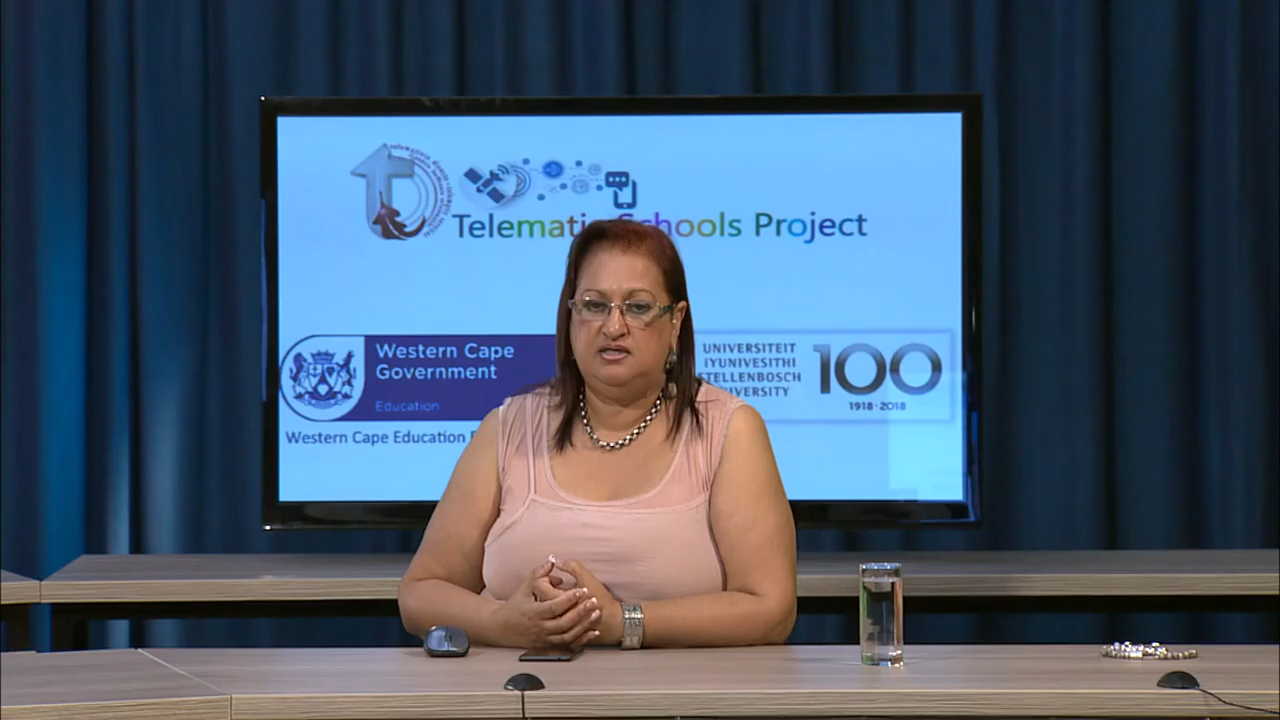 Telematic Schools Project
Western Cape
Government
Education
Western Cape Education
UNIVERSITEIT
IYUNIVESITHI
STELLENBOSCH
UNIVERSITY
100
1918·2018